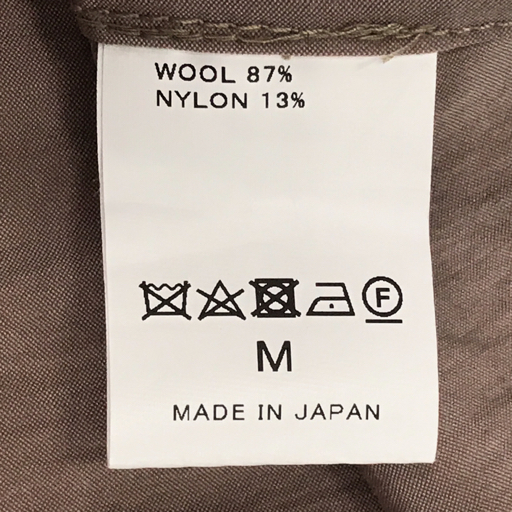 WOOL 87%
NYLON 13%
F
M
MADE IN JAPAN